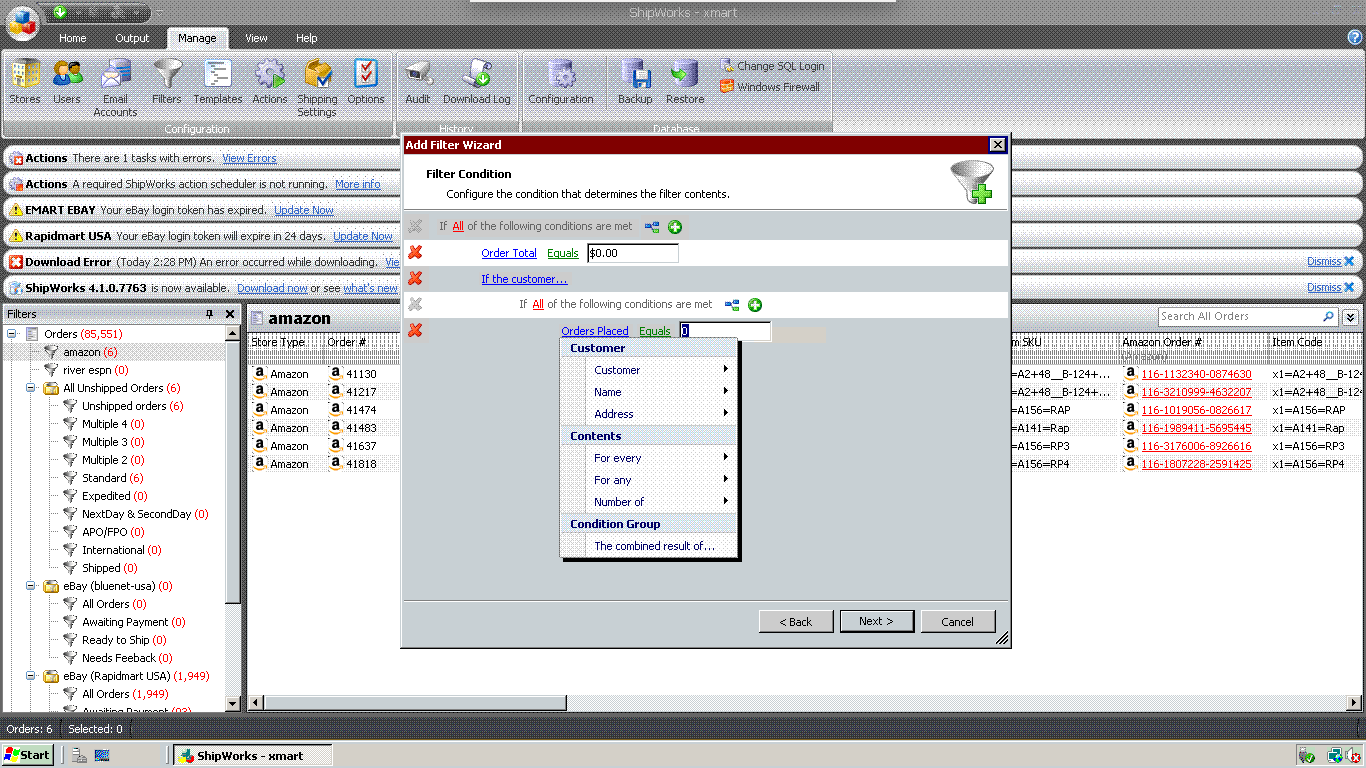 ShipWorks - xmart
Home Output Manage View Help
Stores Users Email Accounts Filters Templates Actions Shipping Settings Options Audit Download Log Configuration Backup Restore Change SQL Login
Windows Firewall
Configuration History Database
Actions There are 1 tasks with errors. View Errors
Actions A required ShipWorks action scheduler is not running. More info
EMART EBAY Your eBay login token has expired. Update Now
Rapidmart USA Your eBay login token will expire in 24 days. Update Now
Download Error (Today 2:28 PM) An error occurred while downloading. Dismiss
ShipWorks 4.1.0.7763 is now available. Download now or see what's new Dismiss
Filters
Orders (85,551)
amazon (6)
river espn (0)
All Unshipped Orders (6)
Unshipped orders (6)
Multiple 4 (0)
Multiple 3 (0)
Multiple 2 (0)
Standard (6)
Expedited (0)
NextDay & SecondDay (0)
APO/FPO (0)
International (0)
Shipped (0)
eBay (bluenet-usa) (0)
All Orders (0)
Awaiting Payment (0)
Ready to Ship (0)
Needs Feeback (0)
eBay (Rapidmart USA) (1,949)
All Orders (1,949)
Awaiting Payment (93)
amazon
Search All Orders
Store Type Order # SKU Amazon Order # Item Code
(Amazon)
Amazon 41130 =A2+48__B-124+... 116-1132340-0874630 x1=A2+48__B-124
Amazon 41217 =A2+48__B-124+... 116-3210999-4632207 x1=A2+48__B-124
Amazon 41474 =A156=RAP 116-1019056-0826617 x1=A156=RAP
Amazon 41483 =A141=Rap 116-1989411-5695445 x1=A141=Rap
Amazon 41637 =A156=RP3 116-3176006-8926616 x1=A156=RP3
Amazon 41818 =A156=RP4 116-1807228-2591425 x1=A156=RP4
Add Filter Wizard
Filter Condition
Configure the condition that determines the filter contents.
If All of the following conditions are met
Order Total Equals $0.00
If the customer...
If All of the following conditions are met
Orders Placed Equals 0
Customer
Customer
Name
Address
Contents
For every
For any
Number of
Condition Group
The combined result of...
< Back Next > Cancel
Orders: 6 Selected: 0
Start ShipWorks - xmart